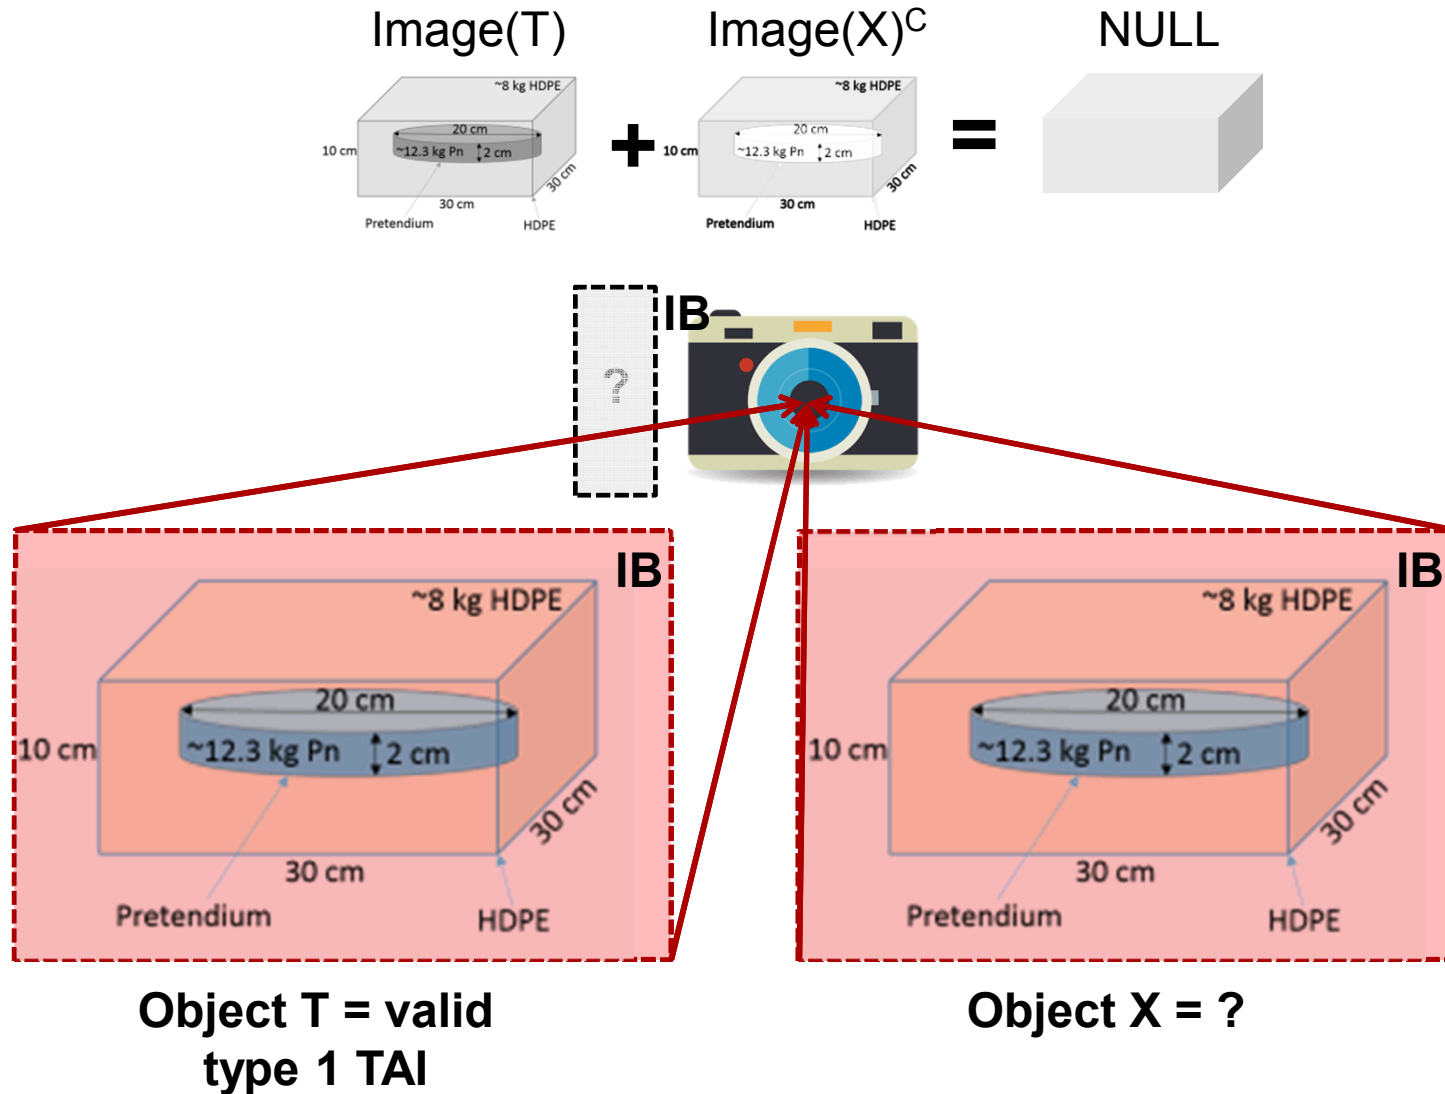 Image(T) Image(X)ᶜ NULL
~8 kg HDPE
20 cm
~12.3 kg Pn 2 cm
10 cm
30 cm
30 cm
Pretendium HDPE
+
~8 kg HDPE
20 cm
~12.3 kg Pn 2 cm
10 cm
30 cm
30 cm
Pretendium HDPE
=
IB
?
IB
~8 kg HDPE
20 cm
10 cm ~12.3 kg Pn 2 cm
30 cm
30 cm
Pretendium HDPE
IB
~8 kg HDPE
20 cm
10 cm ~12.3 kg Pn 2 cm
30 cm
30 cm
Pretendium HDPE
Object T = valid
type 1 TAI
Object X = ?